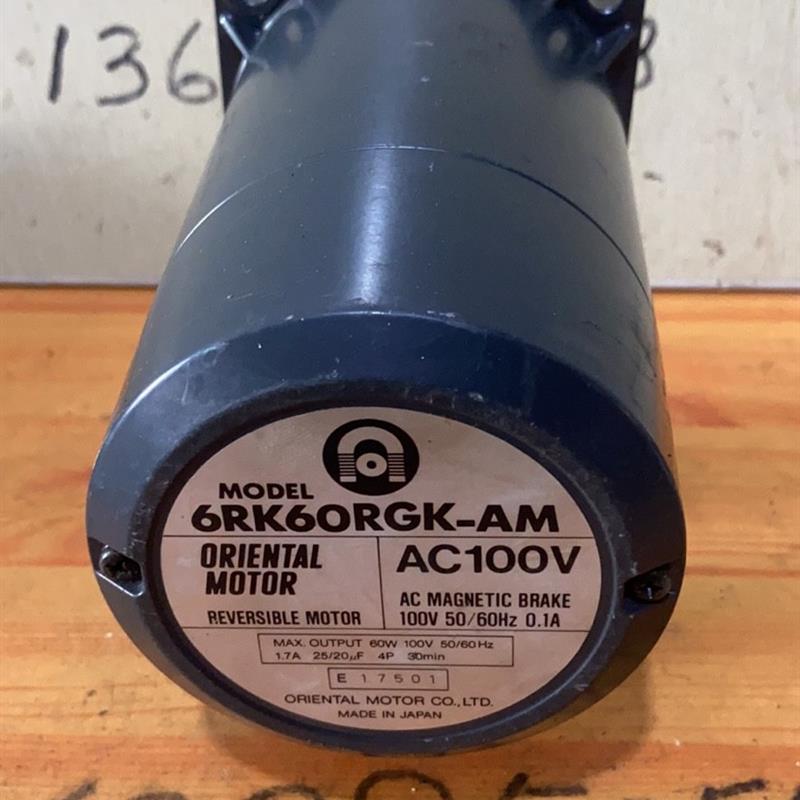 136
MODEL
6RK60RGK-AM
ORIENTAL
MOTOR
REVERSIBLE MOTOR
AC100V
AC MAGNETIC BRAKE
100V 50/60Hz 0.1A
MAX. OUTPUT 60W 100V 50/60Hz
1.7A 25/20μF 4P 30min
E 17501
ORIENTAL MOTOR CO.,LTD.
MADE IN JAPAN